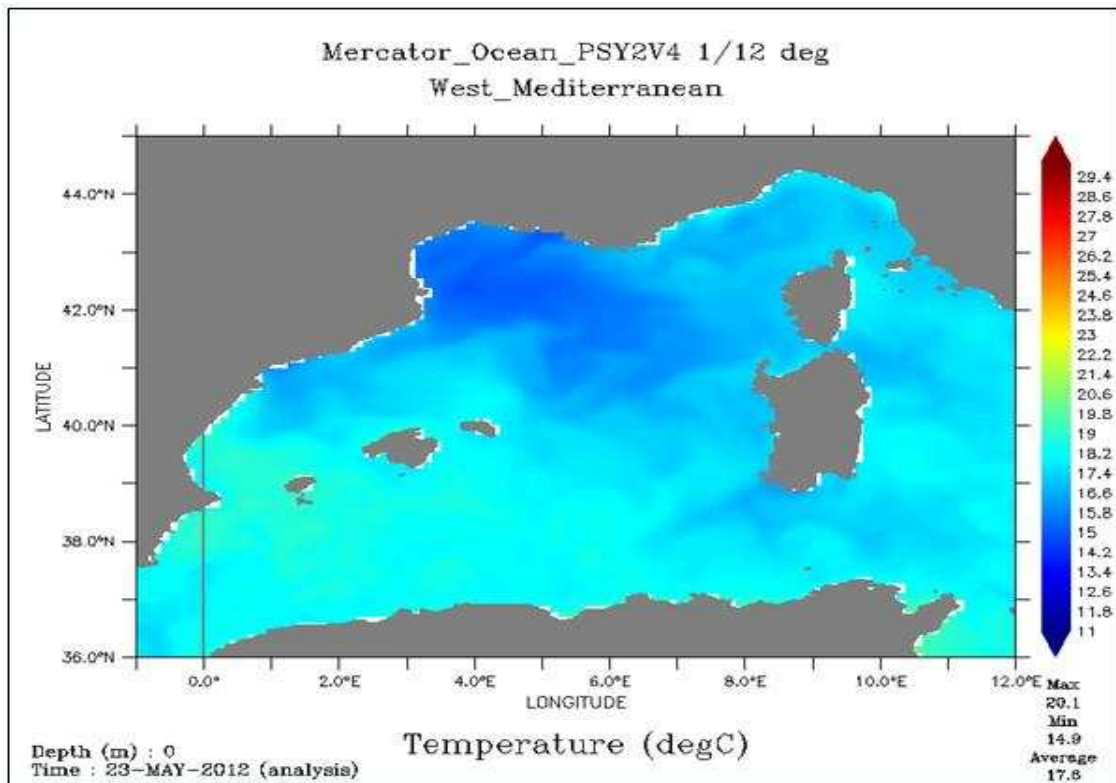 Mercator_Ocean_PSY2V4 1/12 deg
West_Mediterranean
44.0°N
42.0°N
40.0°N
38.0°N
36.0°N
LATITUDE
0.0°
2.0°E
4.0°E
6.0°E
8.0°E
10.0°E
12.0°E
LONGITUDE
29.4
28.6
27.8
27
26.2
25.4
24.6
23.8
23
22.2
21.4
20.6
19.8
19
18.2
17.4
16.6
15.8
15
14.2
13.4
12.6
11.8
11
Max
20.1
Min
14.9
Average
Temperature (degC)
Depth (m) : 0
Time : 23-MAY-2012 (analysis)